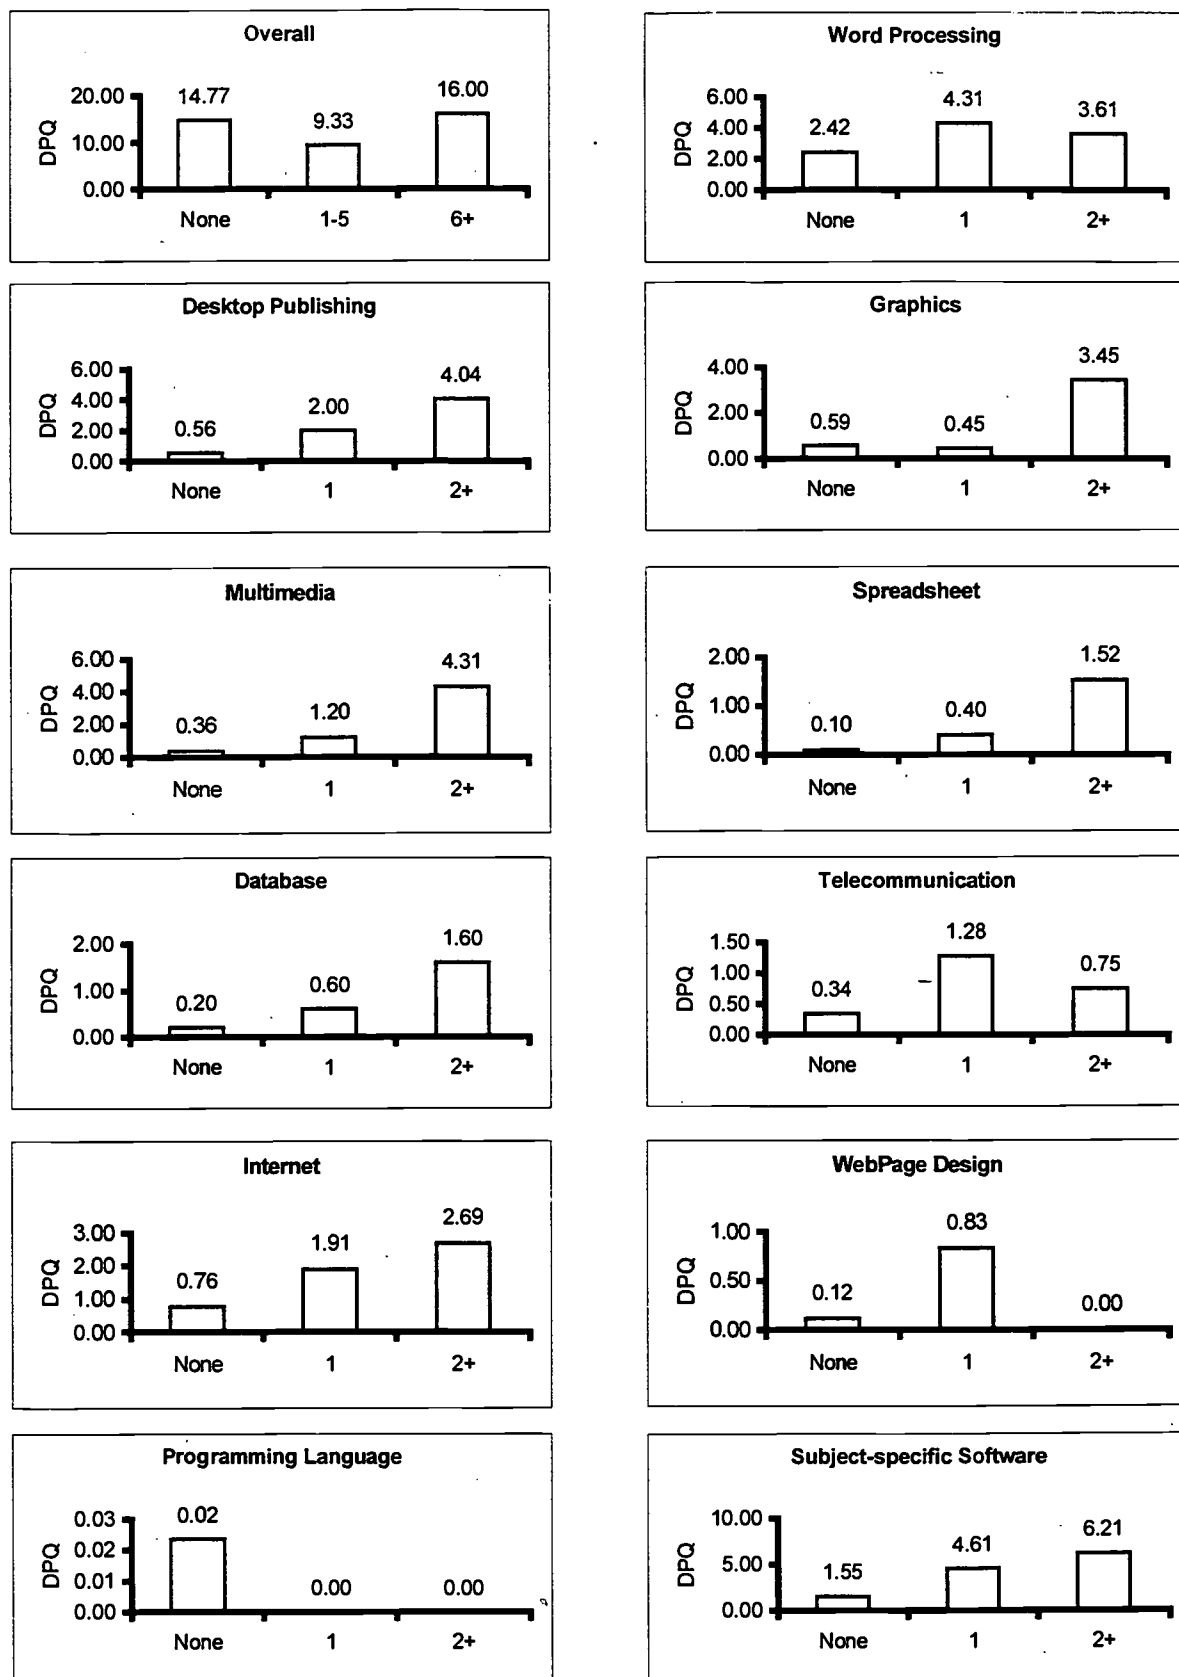 Overall
20.00
10.00
0.00
DPQ
14.77
9.33
16.00
None 1-5 6+
Word Processing
6.00
4.00
2.00
0.00
DPQ
2.42
4.31
3.61
None 1 2+
Desktop Publishing
6.00
4.00
2.00
0.00
DPQ
0.56
2.00
4.04
None 1 2+
Graphics
4.00
2.00
0.00
DPQ
0.59
0.45
3.45
None 1 2+
Multimedia
6.00
4.00
2.00
0.00
DPQ
0.36
1.20
4.31
None 1 2+
Spreadsheet
2.00
1.00
0.00
DPQ
0.10
0.40
1.52
None 1 2+
Database
2.00
1.00
0.00
DPQ
0.20
0.60
1.60
None 1 2+
Telecommunication
1.50
1.00
0.50
0.00
DPQ
0.34
1.28
0.75
None 1 2+
Internet
3.00
2.00
1.00
0.00
DPQ
0.76
1.91
2.69
None 1 2+
WebPage Design
1.00
0.50
0.00
DPQ
0.12
0.83
0.00
None 1 2+
Programming Language
0.03
0.02
0.01
0.00
DPQ
0.02
0.00
0.00
None 1 2+
Subject-specific Software
10.00
5.00
0.00
DPQ
1.55
4.61
6.21
None 1 2+